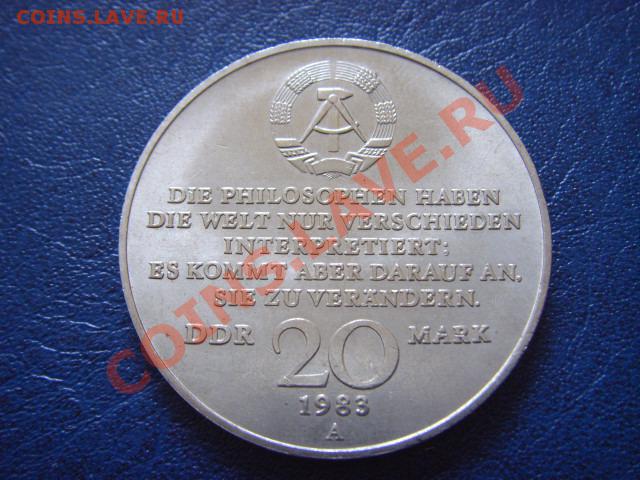 COINS.LAVE.RU
DIE PHILOSOPHEN HABEN
DIE WELT NUR VERSCHIEDEN
INTERPRETIERT;
ES KOMMT ABER DARAUF AN,
SIE ZU VERÄNDERN.
DDR 20 MARK
1983
A
COINS.LAVE.RU